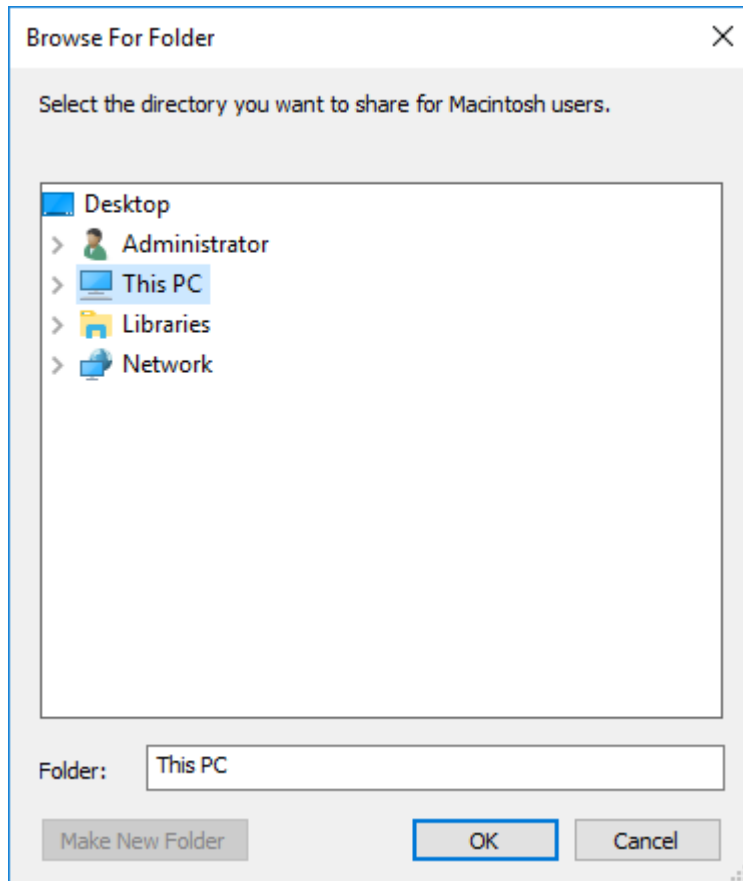 Browse For Folder
Select the directory you want to share for Macintosh users.
Desktop
Administrator
This PC
Libraries
Network
Folder: This PC
Make New Folder OK Cancel